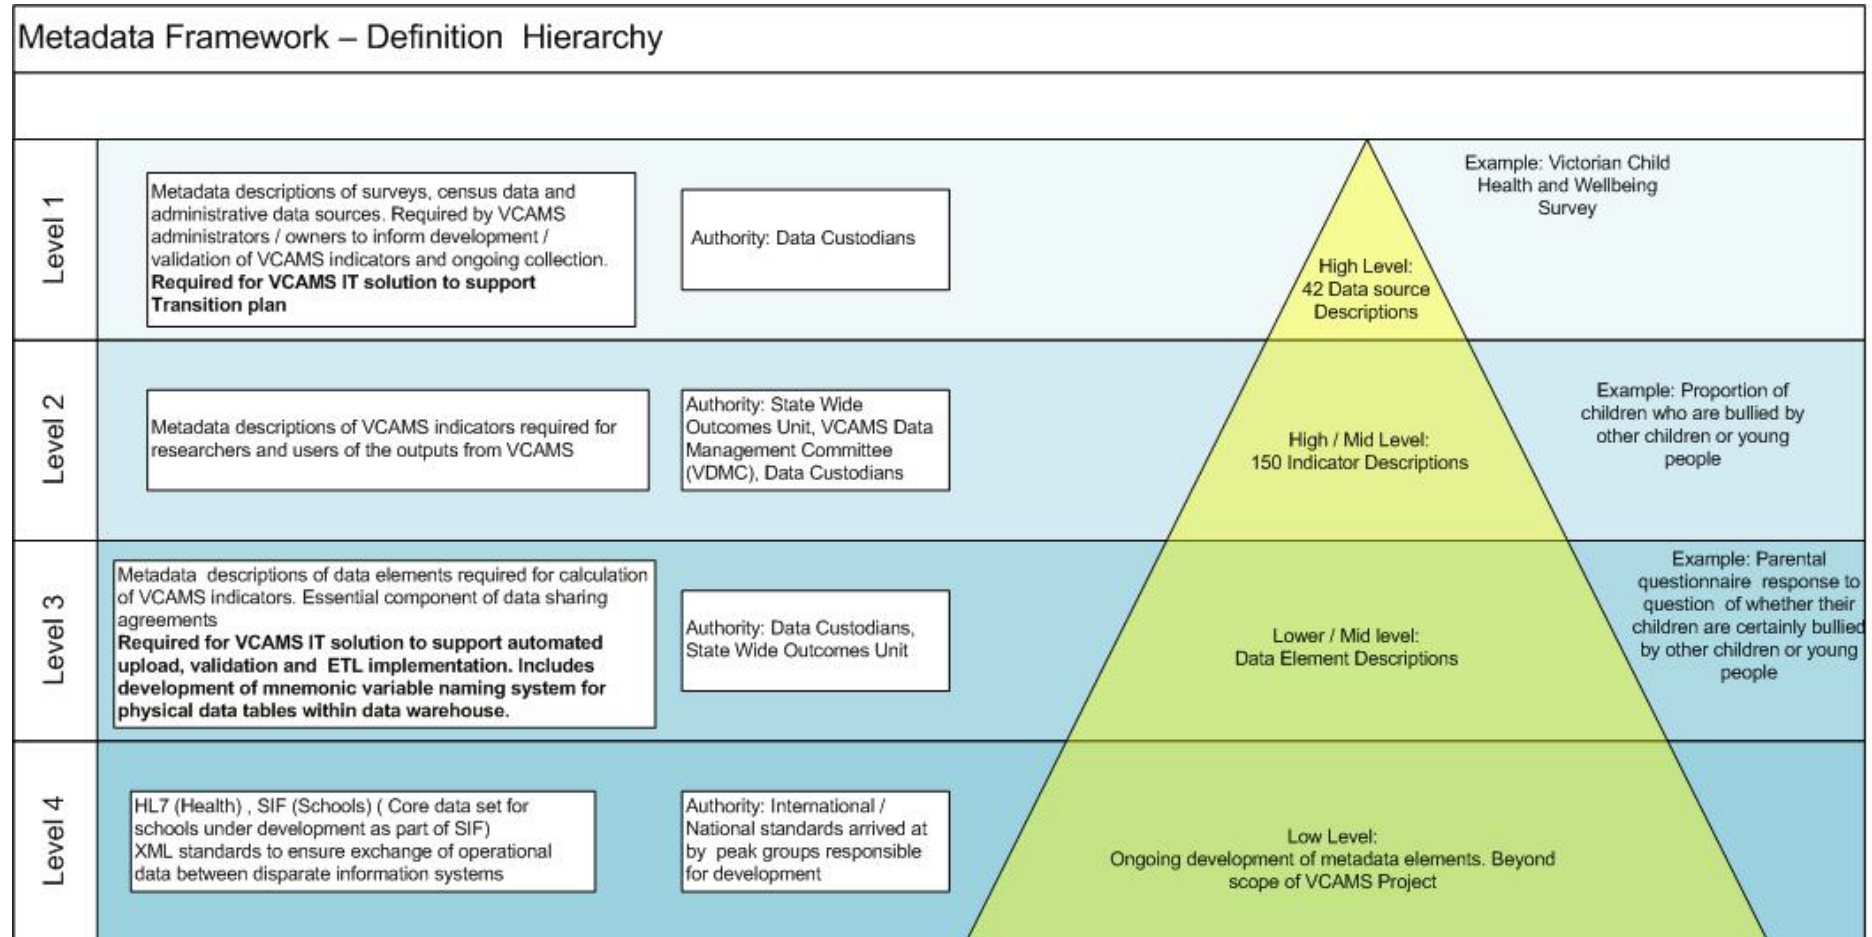 Metadata Framework – Definition Hierarchy
Level 1
Metadata descriptions of surveys, census data and
administrative data sources. Required by VCAMS
administrators / owners to inform development /
validation of VCAMS indicators and ongoing collection.
Required for VCAMS IT solution to support
Transition plan
Authority: Data Custodians
High Level:
42 Data source
Descriptions
Example: Victorian Child
Health and Wellbeing
Survey
Level 2
Metadata descriptions of VCAMS indicators required for
researchers and users of the outputs from VCAMS
Authority: State Wide
Outcomes Unit, VCAMS Data
Management Committee
(VDMC), Data Custodians
High / Mid Level:
150 Indicator Descriptions
Example: Proportion of
children who are bullied by
other children or young
people
Level 3
Metadata descriptions of data elements required for calculation
of VCAMS indicators. Essential component of data sharing
agreements
Required for VCAMS IT solution to support automated
upload, validation and ETL implementation. Includes
development of mnemonic variable naming system for
physical data tables within data warehouse.
Authority: Data Custodians,
State Wide Outcomes Unit
Lower / Mid level:
Data Element Descriptions
Example: Parental
questionnaire response to
question of whether their
children are certainly bullied
by other children or young
people
Level 4
HL7 (Health) , SIF (Schools) ( Core data set for
schools under development as part of SIF)
XML standards to ensure exchange of operational
data between disparate information systems
Authority: International /
National standards arrived at
by peak groups responsible
for development
Low Level:
Ongoing development of metadata elements. Beyond
scope of VCAMS Project